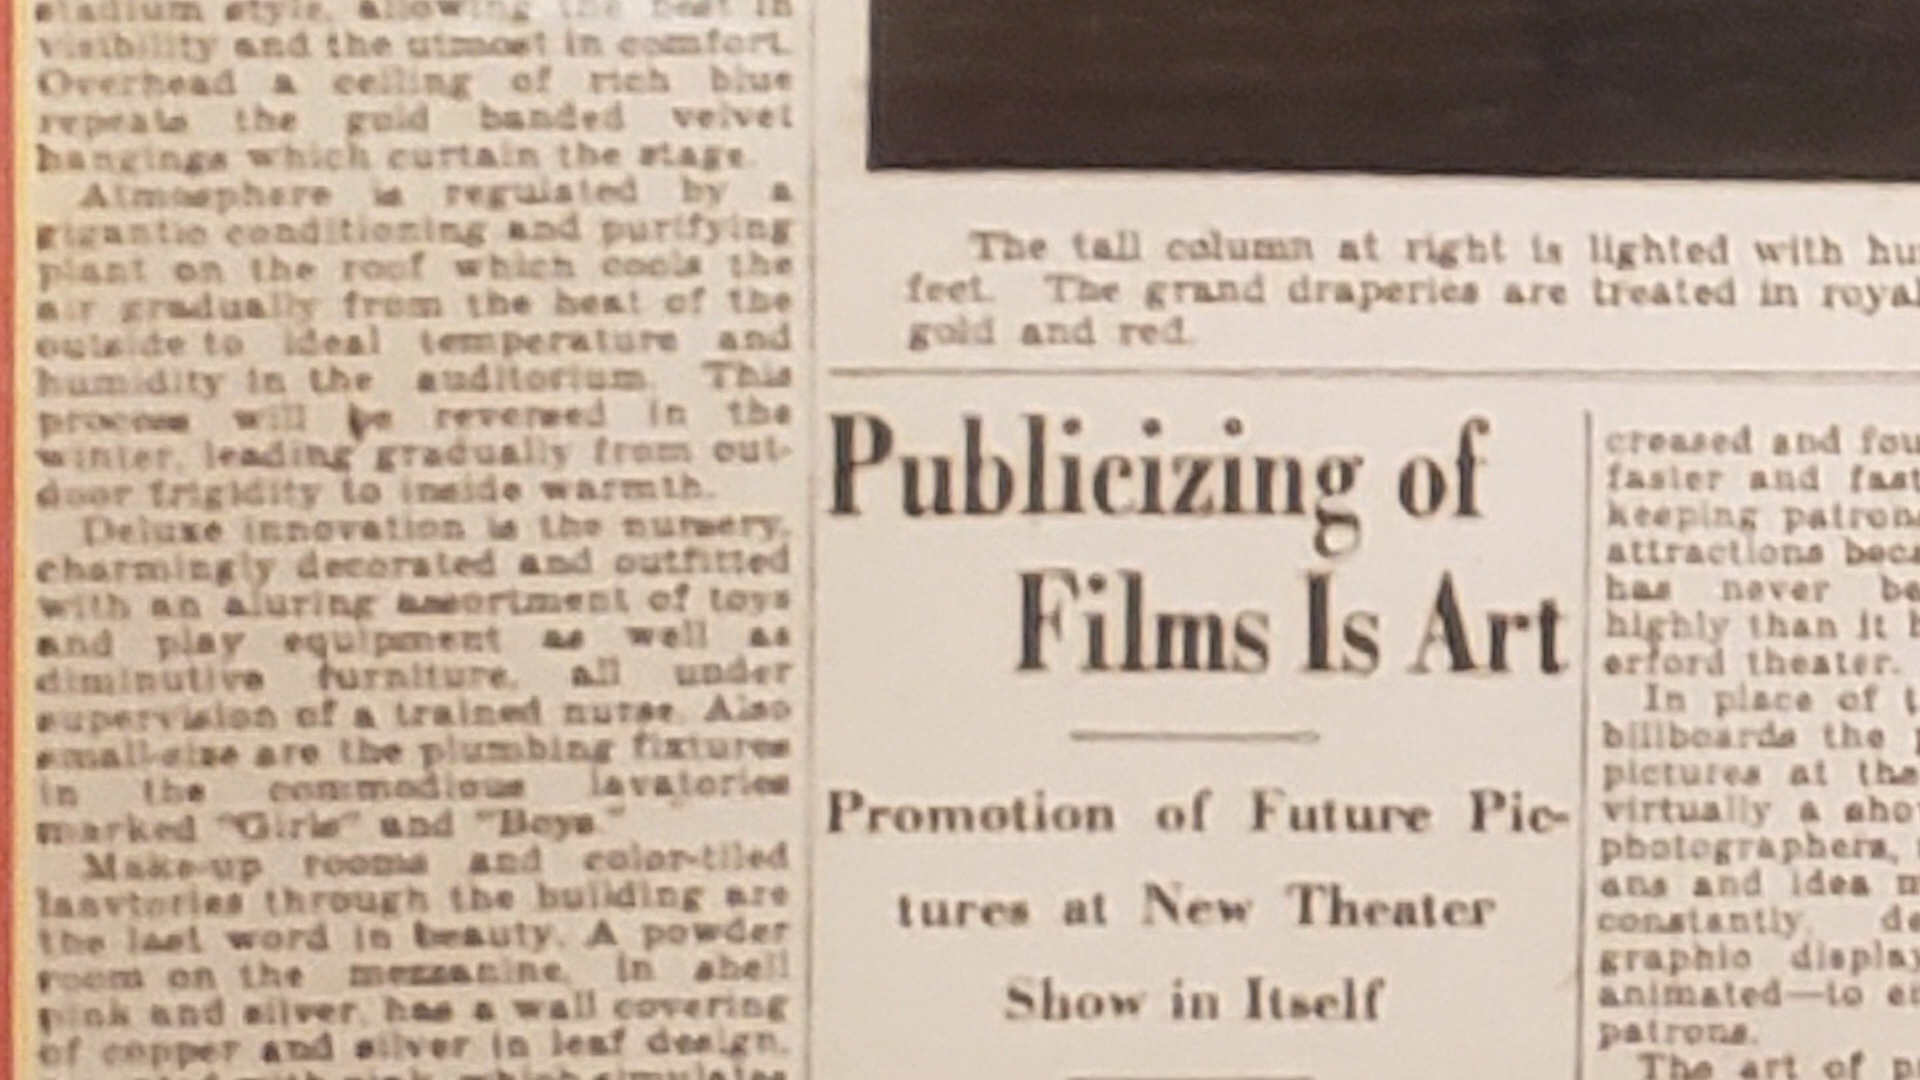 stadium style, allowing the best in
visibility and the utmost in comfort.
Overhead a ceiling of rich blue
repeats the gold banded velvet
hangings which curtain the stage.
Atmosphere is regulated by a
gigantic conditioning and purifying
plant on the roof which cools the
air gradually from the heat of the
outside to ideal temperature and
humidity in the auditorium. This
process will be reversed in the
winter, leading gradually from out-
door frigidity to inside warmth.
Deluxe innovation is the nursery,
charmingly decorated and outfitted
with an aluring assortment of toys
and play equipment as well as
diminutive furniture, all under
supervision of a trained nurse. Also
small-size are the plumbing fixtures
in the commodious lavatories
marked "Girls" and "Boys."
Make-up rooms and color-tiled
laavtories through the building are
the last word in beauty. A powder
room on the mezzanine, in shell
pink and silver, has a wall covering
of copper and silver in leaf design,
with pink, which simulates
The tall column at right is lighted with hu
feet. The grand draperies are treated in royal
gold and red.
Publicizing of
Films Is Art
Promotion of Future Pic-
tures at New Theater
Show in Itself
creased and fou
faster and fast
keeping patrons
attractions beca
has never be
highly than it h
erford theater.
In place of t
billboards the p
pictures at the
virtually a sho
photographers,
ans and idea m
constantly de
graphic display
animated—to en
patrons.
The art of p